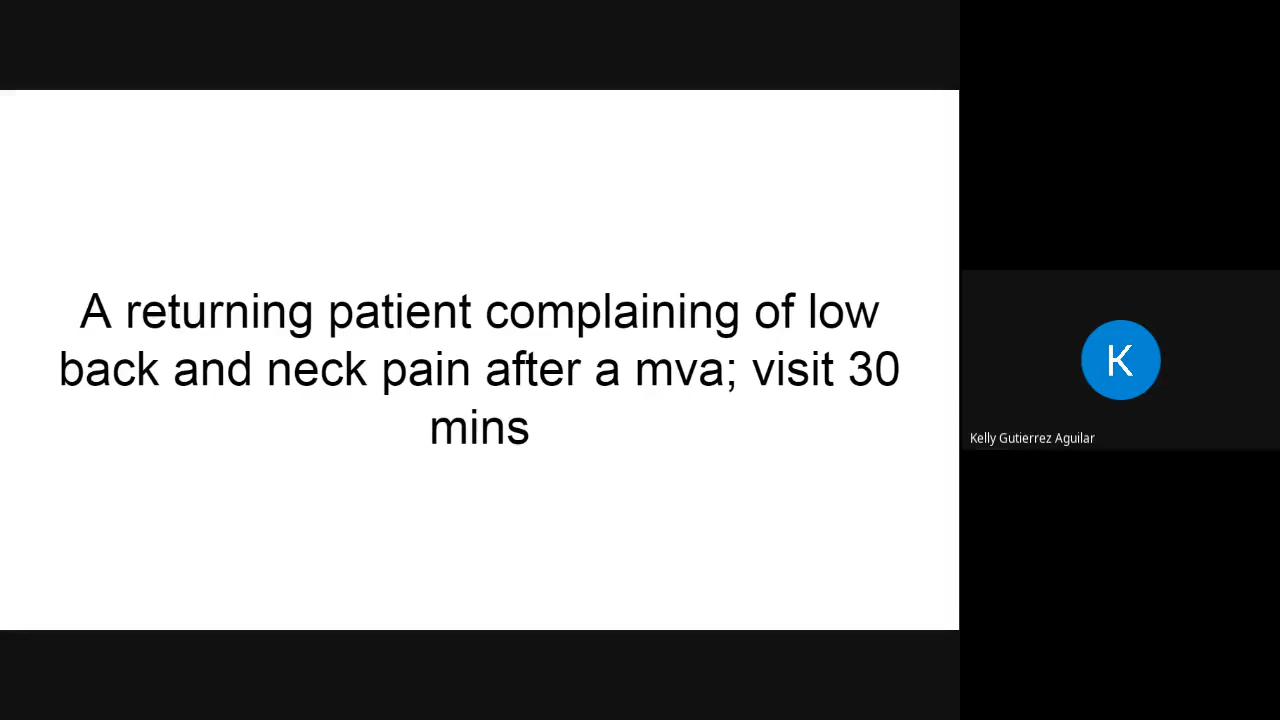 A returning patient complaining of low
back and neck pain after a mva; visit 30
mins
K
Kelly Gutierrez Aguilar